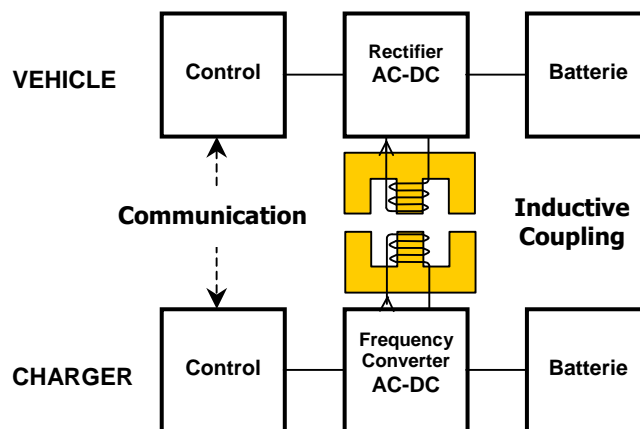 VEHICLE
Control
Rectifier
AC-DC
Batterie
Communication
Inductive
Coupling
CHARGER
Control
Frequency
Converter
AC-DC
Batterie